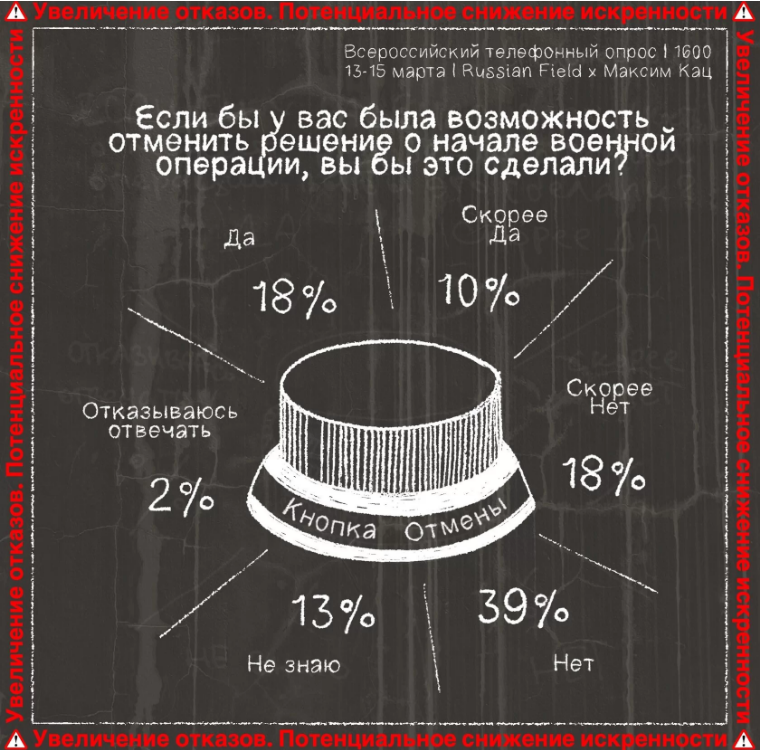 Увеличение отказов. Потенциальное снижение искренности
Всероссийский телефонный опрос | 1600
13-15 марта | Russian Field x Максим Кац
Если бы у вас была возможность
отменить решение о начале военной
операции, вы бы это сделали?
Да
18%
Скорее
Да
10%
Скорее
Нет
18%
Отказываюсь
отвечать
2%
Кнопка Отмены
13%
Не знаю
39%
Нет
Увеличение отказов. Потенциальное снижение искренности
Увеличение отказов. Потенциальное снижение искренности
Увеличение отказов. Потенциальное снижение искренности